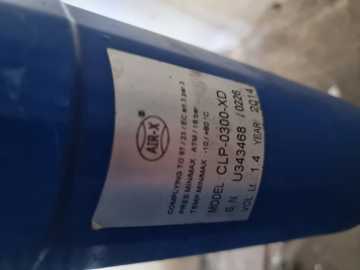 AIR-X
®
COMPLYING TO 97 / 23 / EC art 3 par 3
PRES MIN\MAX ATM / 16 bar
TEMP MIN\MAX -10 / +60 °C
MODEL CLP-0300-XD
S. N. U343468 / 0226
VOL Lt. 1.4 YEAR: 2014